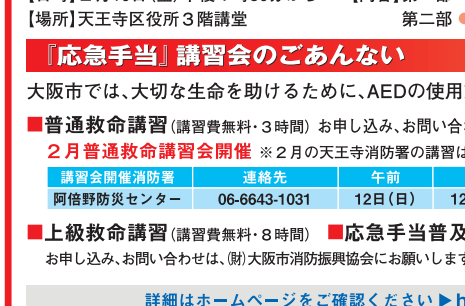 【場所】天王寺区役所３階講堂　第二部
『応急手当』講習会のごあんない
大阪市では、大切な生命を助けるために、AEDの使用
■普通救命講習（講習費無料・３時間）お申し込み、お問い合
２月普通救命講習会開催　※２月の天王寺消防署の講習は
講習会開催消防署　連絡先　午前
阿倍野防災センター　06-6643-1031　12日（日）　12
■上級救命講習（講習費無料・８時間）　■応急手当普及
お申し込み、お問い合わせは、（財）大阪市消防振興協会にお願いします
詳細はホームページをご確認ください▶h